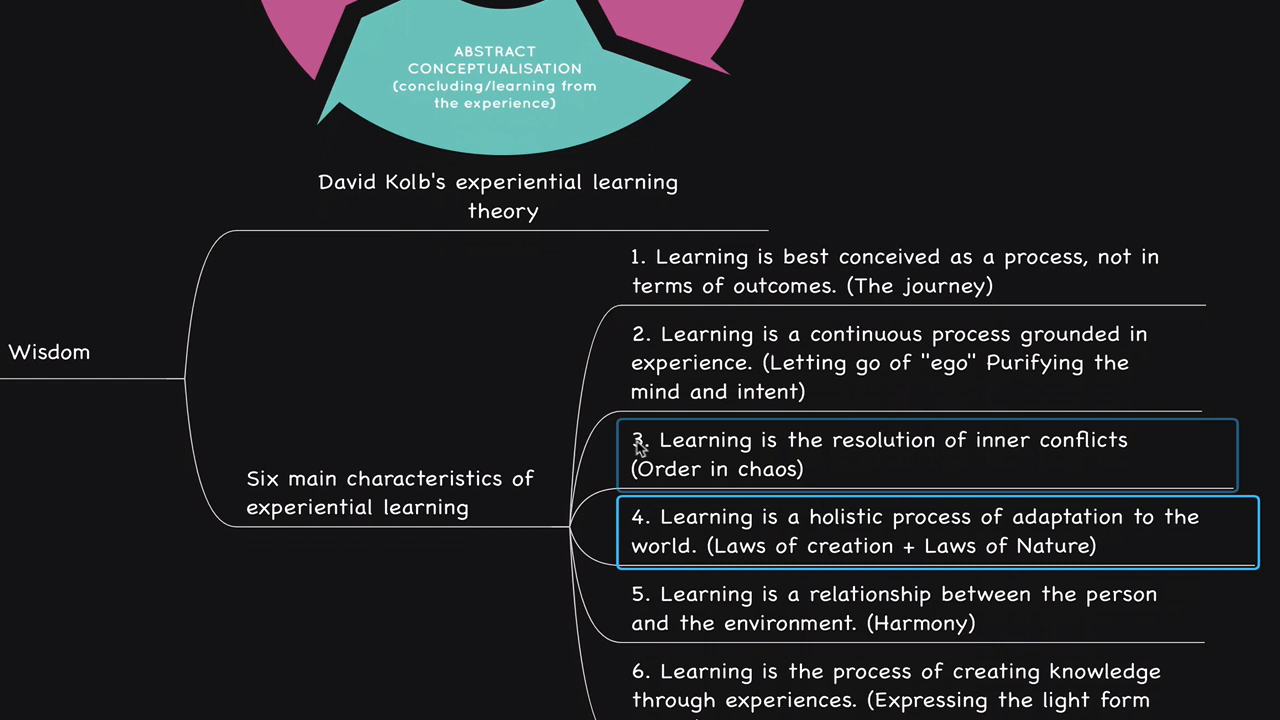 ABSTRACT
CONCEPTUALISATION
(concluding/learning from
the experience)
David Kolb's experiential learning
theory
Wisdom
Six main characteristics of
experiential learning
1. Learning is best conceived as a process, not in
terms of outcomes. (The journey)
2. Learning is a continuous process grounded in
experience. (Letting go of "ego" Purifying the
mind and intent)
3. Learning is the resolution of inner conflicts
(Order in chaos)
4. Learning is a holistic process of adaptation to the
world. (Laws of creation + Laws of Nature)
5. Learning is a relationship between the person
and the environment. (Harmony)
6. Learning is the process of creating knowledge
through experiences. (Expressing the light form